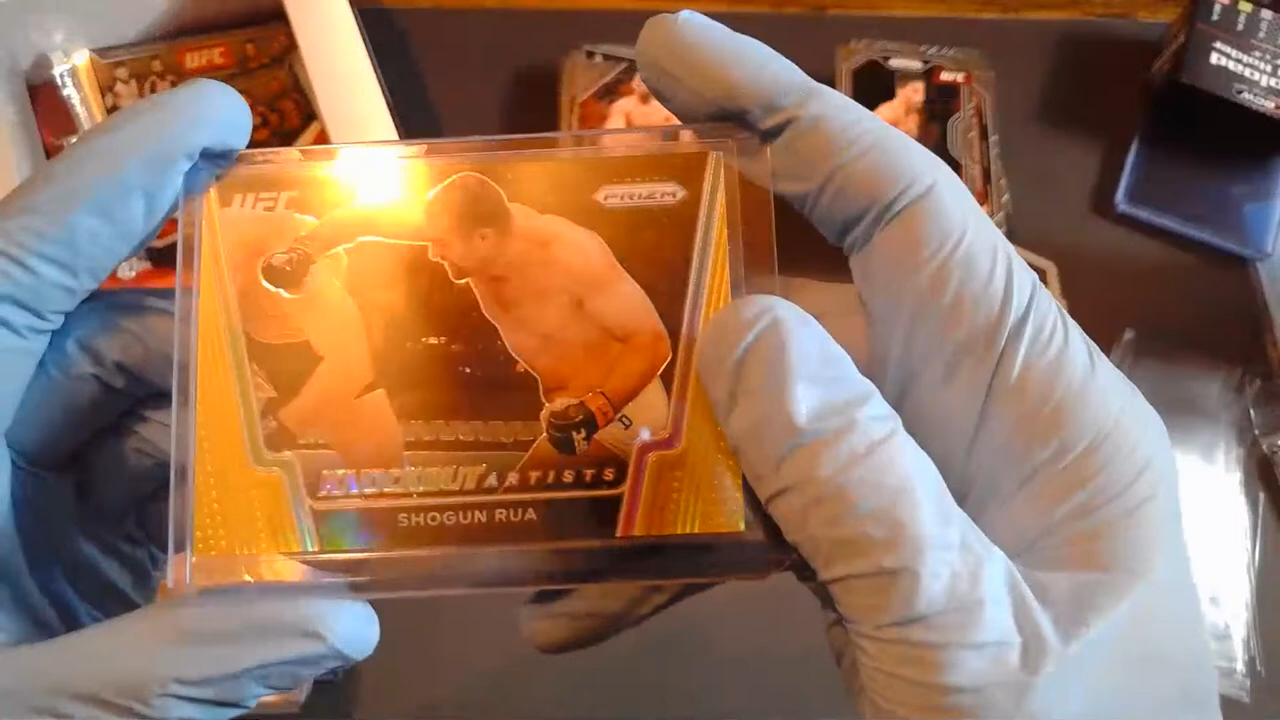 UFC
UFC
UFC
PRIZM
KNOCKOUT ARTISTS
SHOGUN RUA